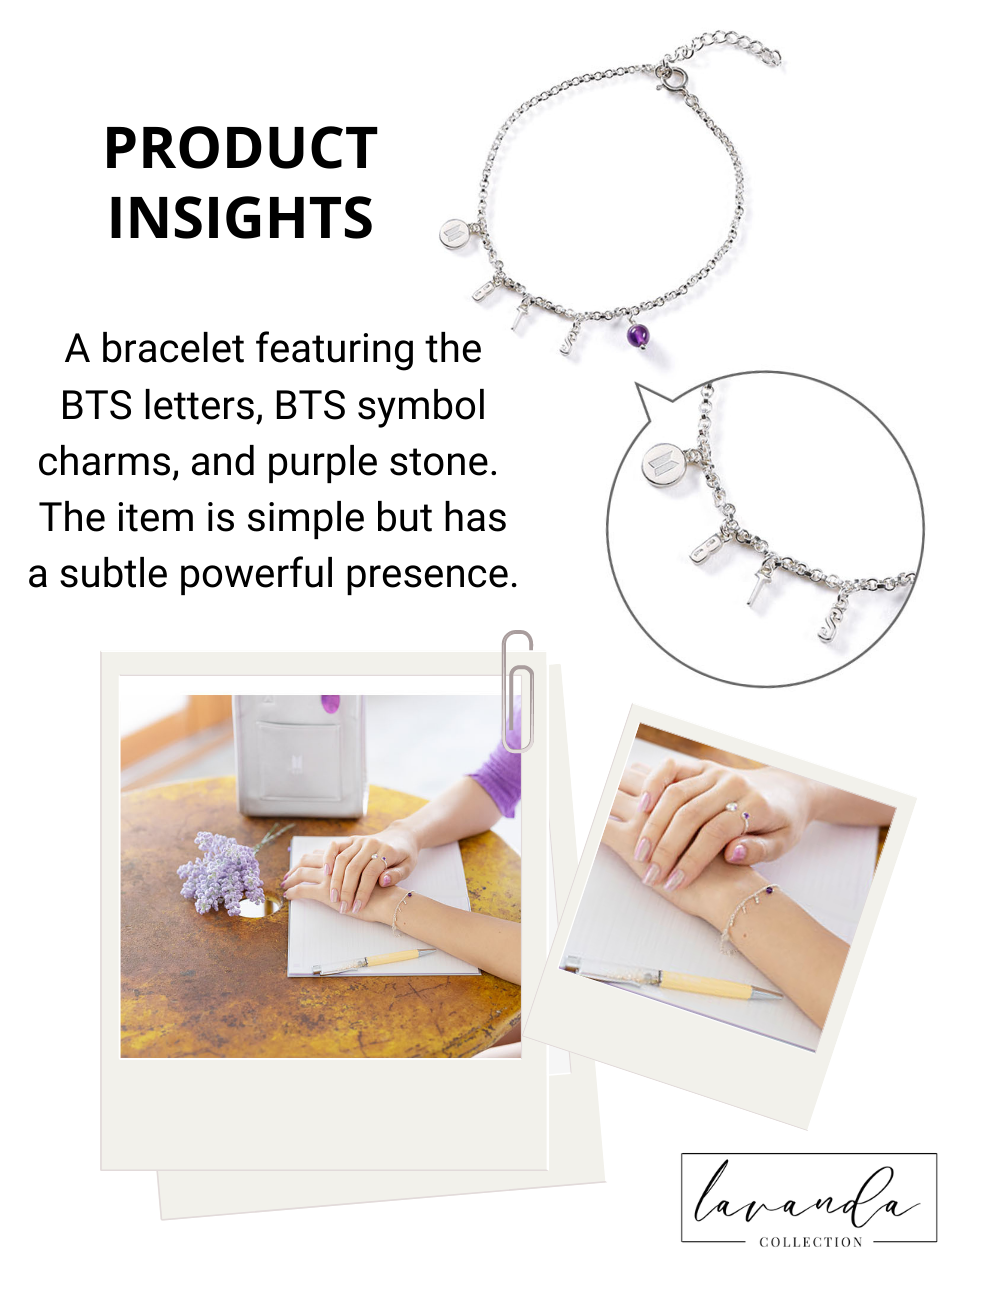 PRODUCT
INSIGHTS
A bracelet featuring the
BTS letters, BTS symbol
charms, and purple stone.
The item is simple but has
a subtle powerful presence.
B
T
S
B
T
S
lavanda
COLLECTION